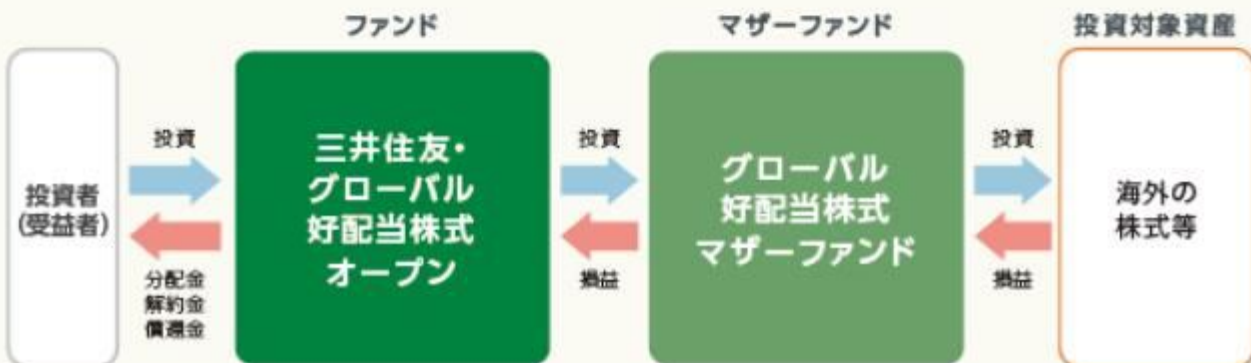 ファンド
マザーファンド
投資対象資産
投資者
(受益者)
投資
分配金
解約金
償還金
三井住友・
グローバル
好配当株式
オープン
投資
損益
グローバル
好配当株式
マザーファンド
投資
損益
海外の
株式等